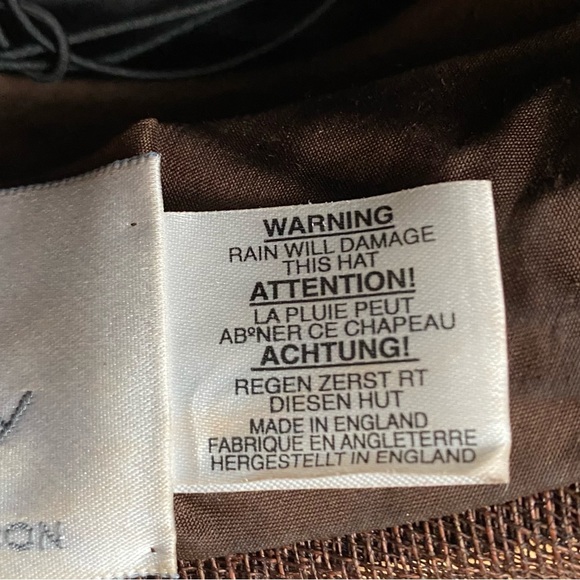 WARNING
RAIN WILL DAMAGE
THIS HAT
ATTENTION!
LA PLUIE PEUT
ABºNER CE CHAPEAU
ACHTUNG!
REGEN ZERST RT
DIESEN HUT
MADE IN ENGLAND
FABRIQUE EN ANGLETERRE
HERGESTELLT IN ENGLAND